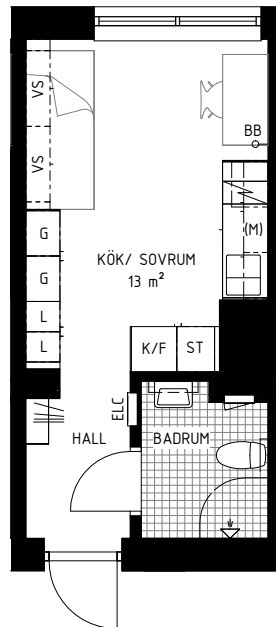 VS
BB
VS
(M)
G
KÖK/ SOVRUM
13 m²
G
L
L
K/F
ST
ELC
HALL
BADRUM